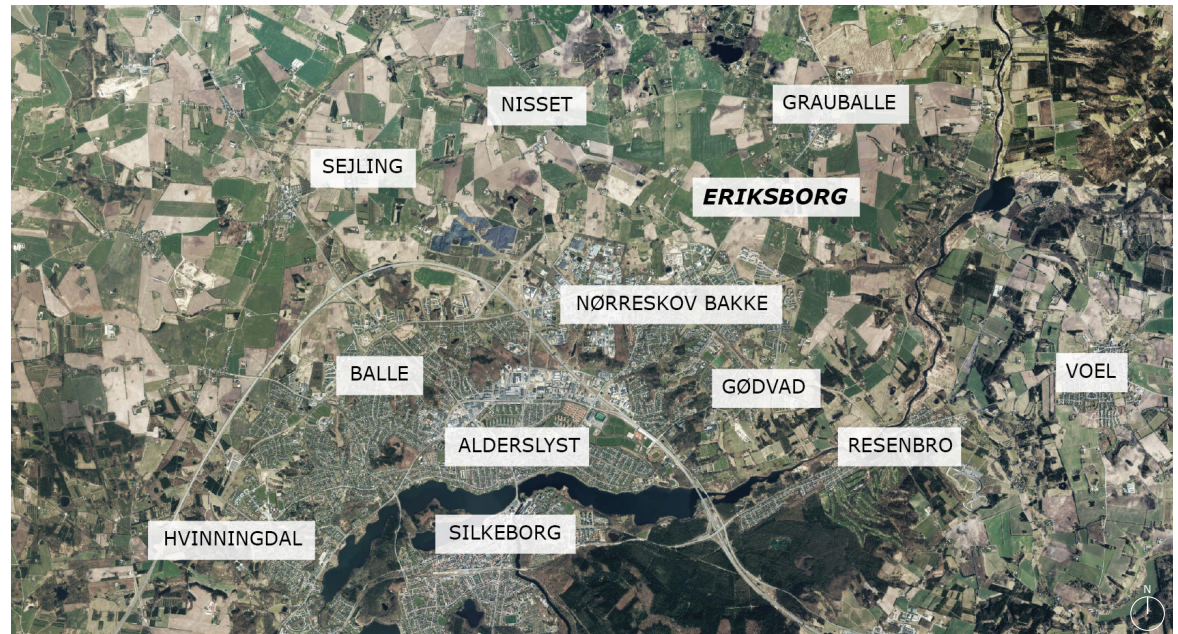 NISSET
GRAUBALLE
SEJLING
ERIKSBORG
NØRRESKOV BAKKE
BALLE
GØDVAD
VOEL
ALDERSLYST
RESENBRO
HVINNINGDAL
SILKEBORG
N